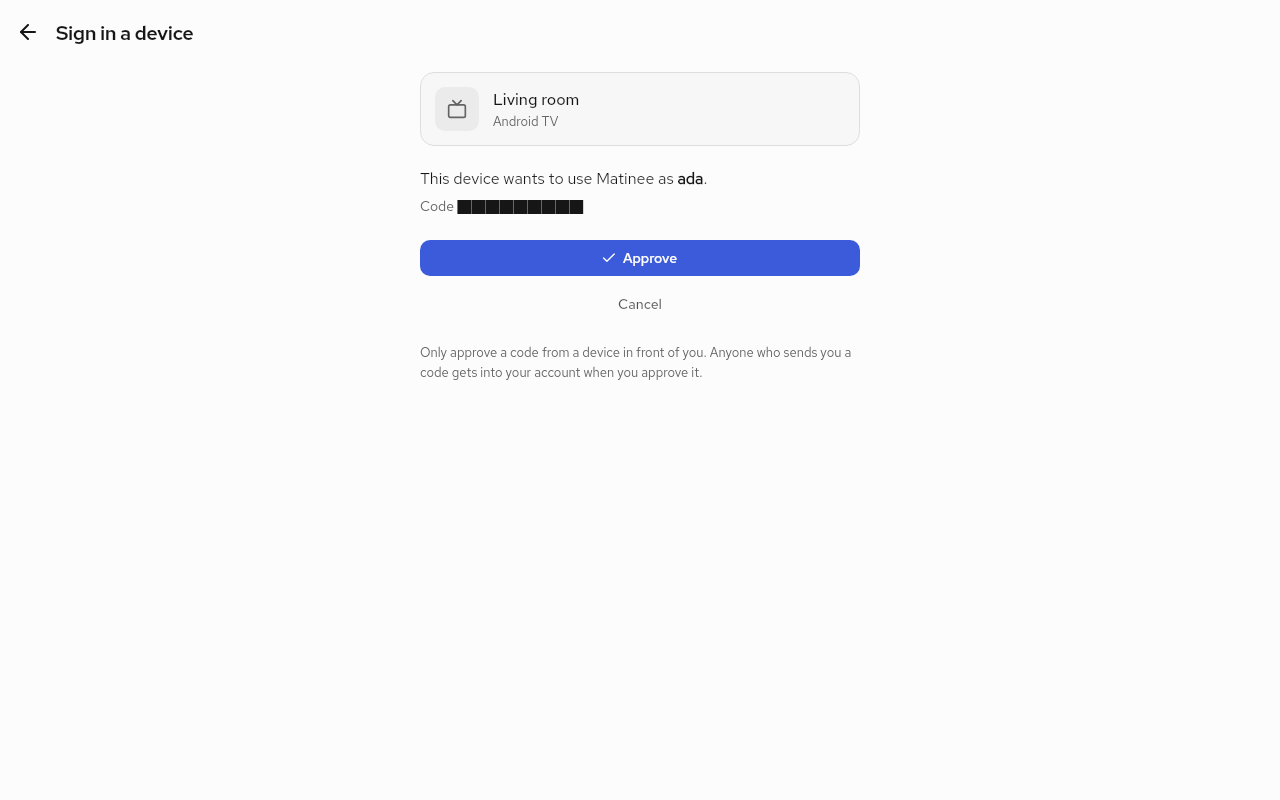 Sign in a device
Living room
Android TV
This device wants to use Matinee as ada.
Code
Approve
Cancel
Only approve a code from a device in front of you. Anyone who sends you a
code gets into your account when you approve it.